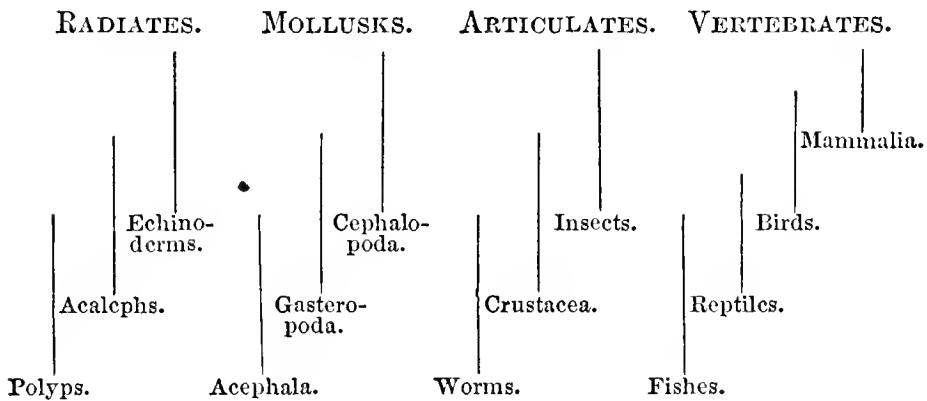 RADIATES. MOLLUSKS. ARTICULATES. VERTEBRATES.
Mammalia.
Echino-
derms.
Cephalo-
poda.
Insects.
Birds.
Acalephs.
Gastero-
poda.
Crustacea.
Reptiles.
Polyps.
Acephala.
Worms.
Fishes.